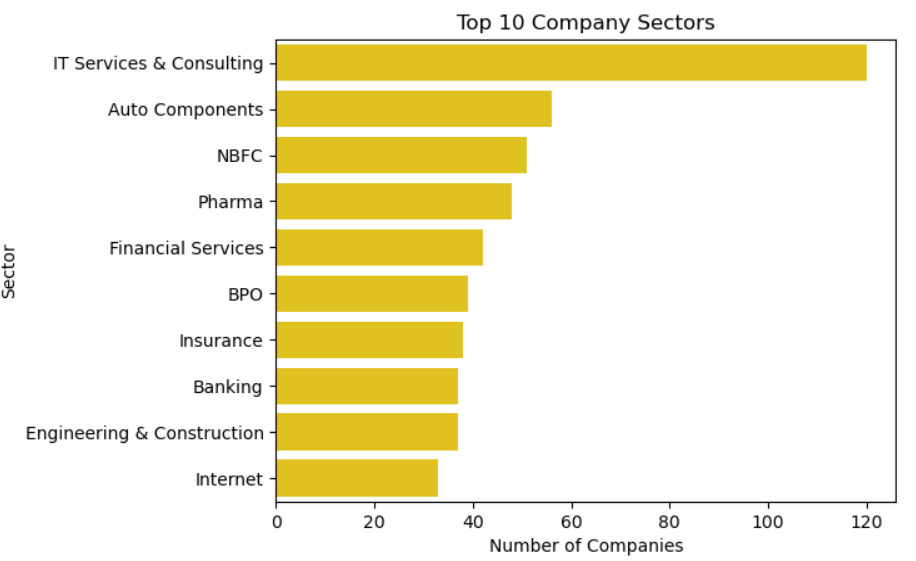 Top 10 Company Sectors
IT Services & Consulting
Auto Components
NBFC
Pharma
Financial Services
BPO
Insurance
Banking
Engineering & Construction
Internet
Sector
0 20 40 60 80 100 120
Number of Companies